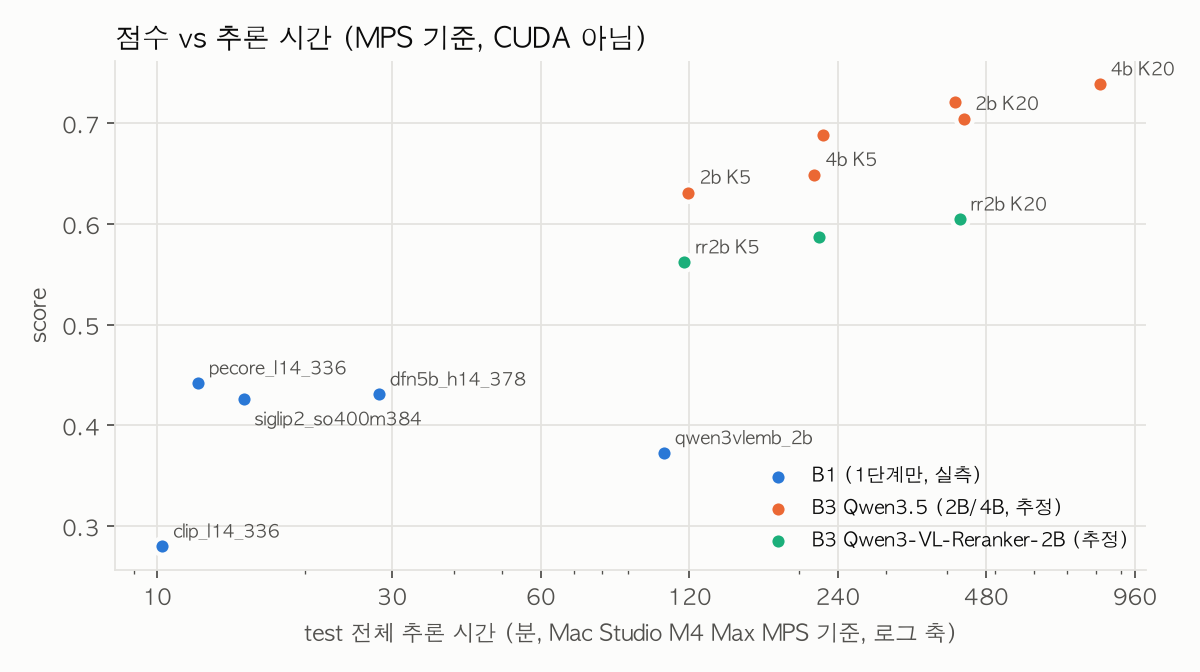 점수 vs 추론 시간 (MPS 기준, CUDA 아님)
4b K20
2b K20
0.7
4b K5
2b K5
rr2b K20
0.6
rr2b K5
score
0.5
pecore_l14_336
dfn5b_h14_378
siglip2_so400m384
0.4
qwen3vlemb_2b
B1 (1단계만, 실측)
B3 Qwen3.5 (2B/4B, 추정)
0.3
clip_l14_336
B3 Qwen3-VL-Reranker-2B (추정)
10 30 60 120 240 480 960
test 전체 추론 시간 (분, Mac Studio M4 Max MPS 기준, 로그 축)